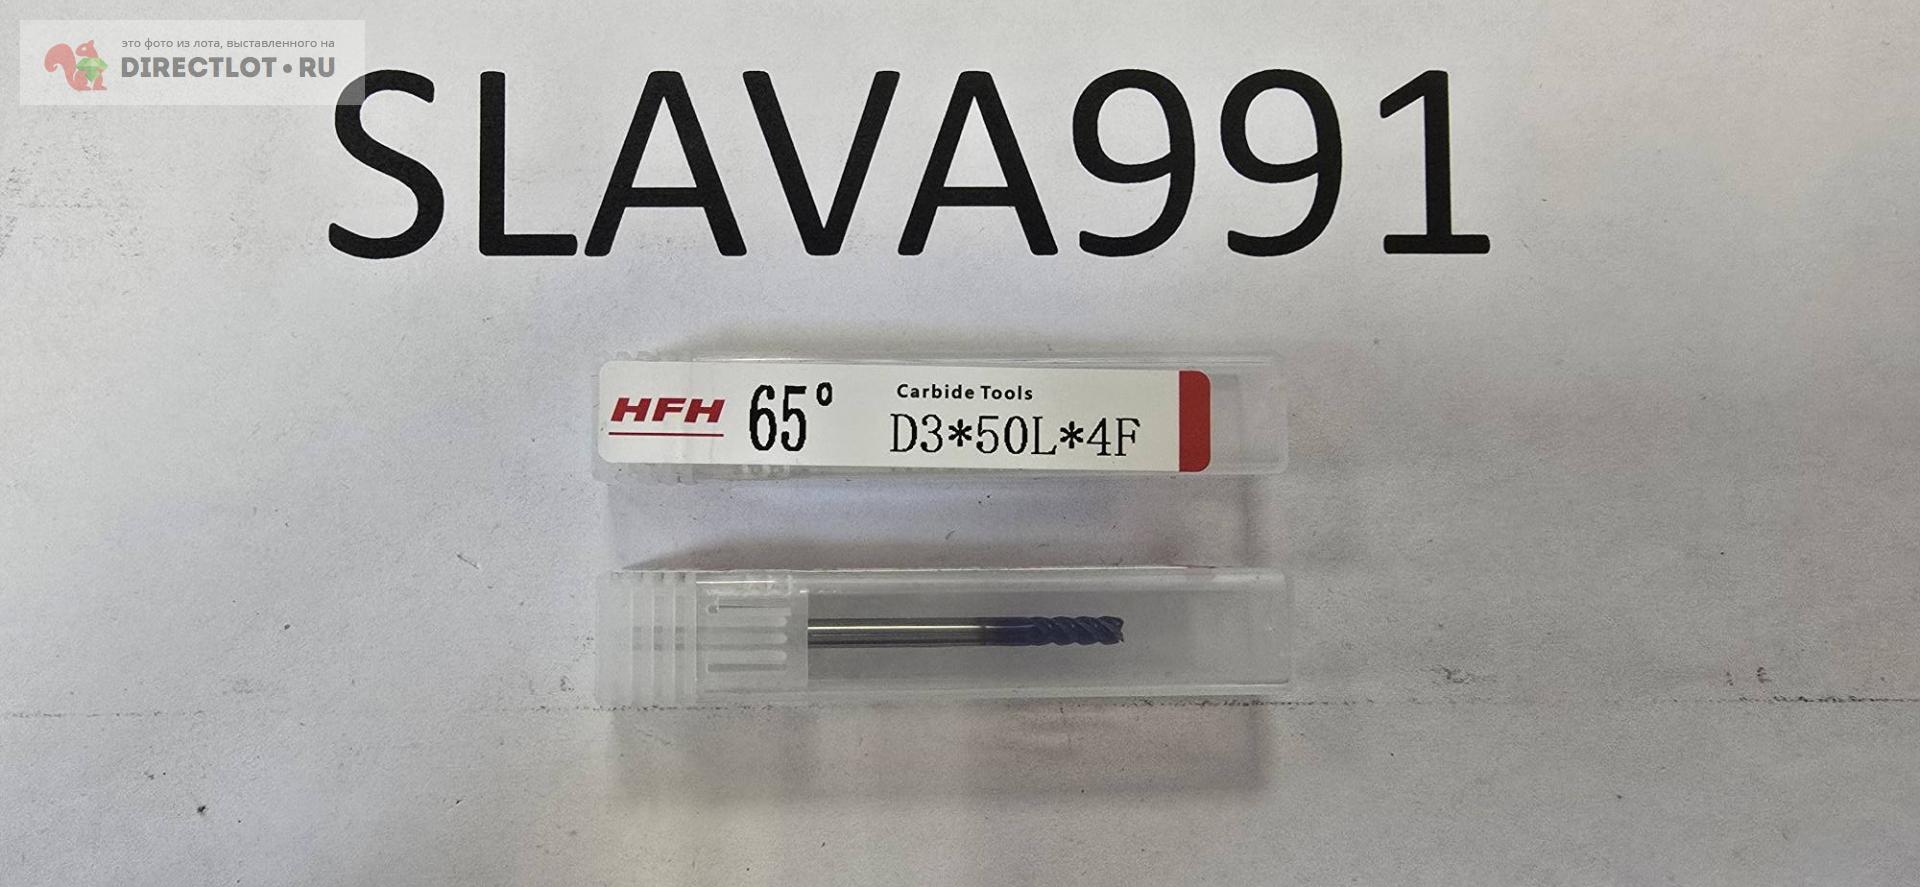 это фото из лота, выставленного на
DIRECTLOT•RU
SLAVA991
HFH 65° Carbide Tools
D3*50L*4F